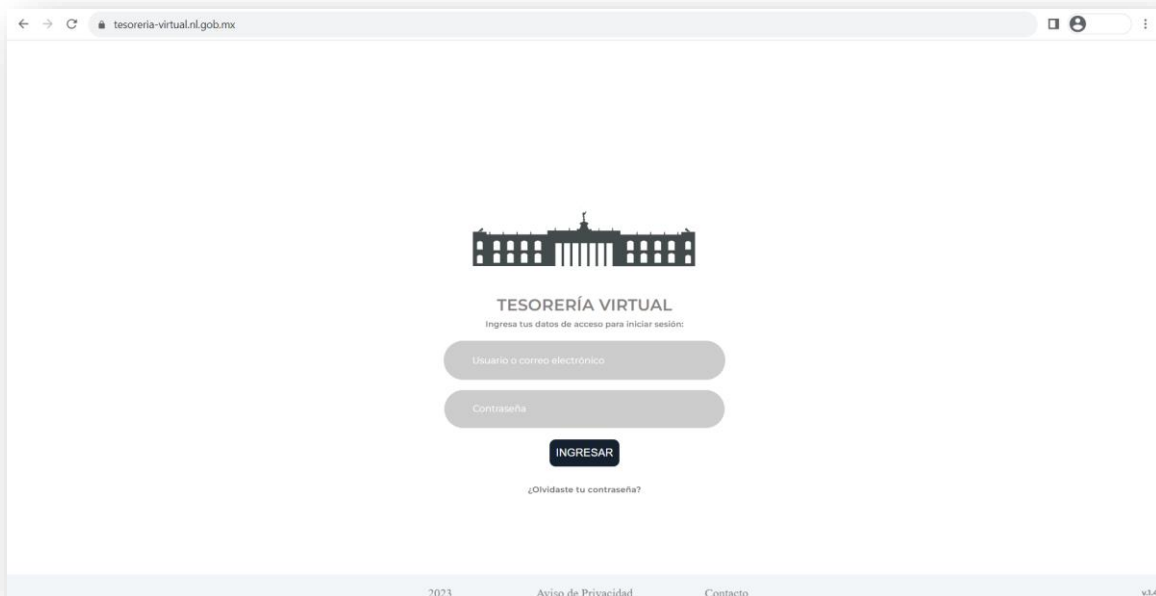 tesoreria-virtual.nl.gob.mx
TESORERÍA VIRTUAL
Ingresa tus datos de acceso para iniciar sesión:
Usuario o correo electrónico
Contraseña
INGRESAR
¿Olvidaste tu contraseña?
2023 Aviso de Privacidad Contacto